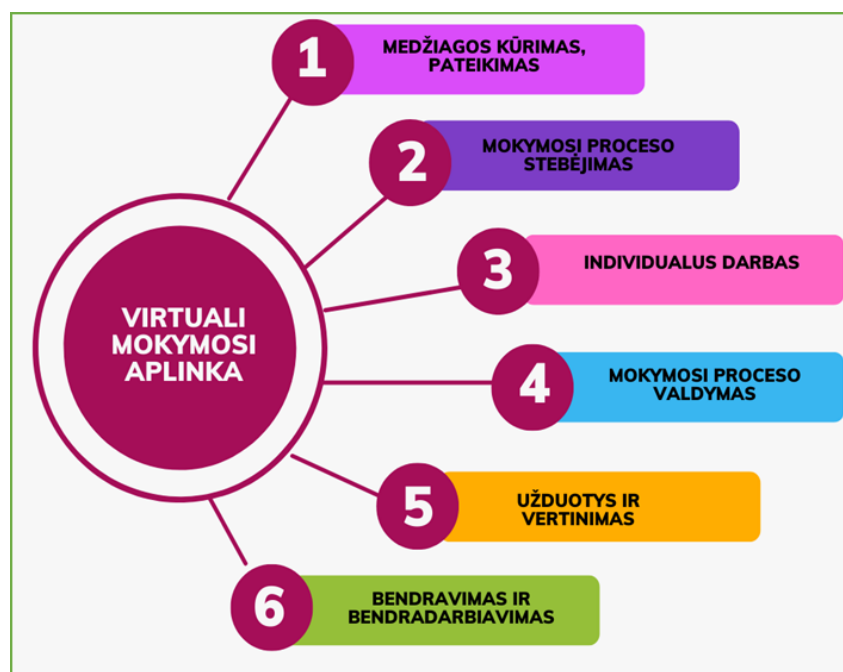 1
MEDŽIAGOS KŪRIMAS,
PATEIKIMAS
2
MOKYMOSI PROCESO
STEBĖJIMAS
3
INDIVIDUALUS DARBAS
VIRTUALI
MOKYMOSI
APLINKA
4
MOKYMOSI PROCESO
VALDYMAS
5
UŽDUOTYS IR
VERTINIMAS
6
BENDRAVIMAS IR
BENDRADARBIAVIMAS